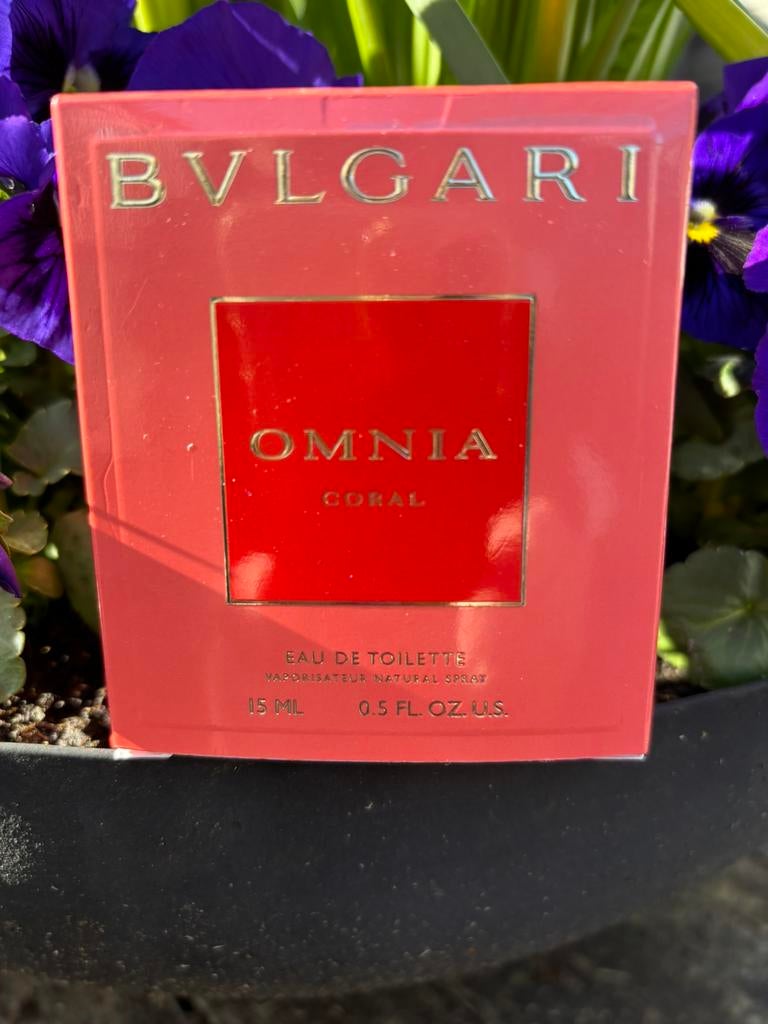 BVLGARI
OMNIA
CORAL
EAU DE TOILETTE
VAPORISATEUR NATURAL SPRAY
15 ML 0.5 FL. OZ. U.S.